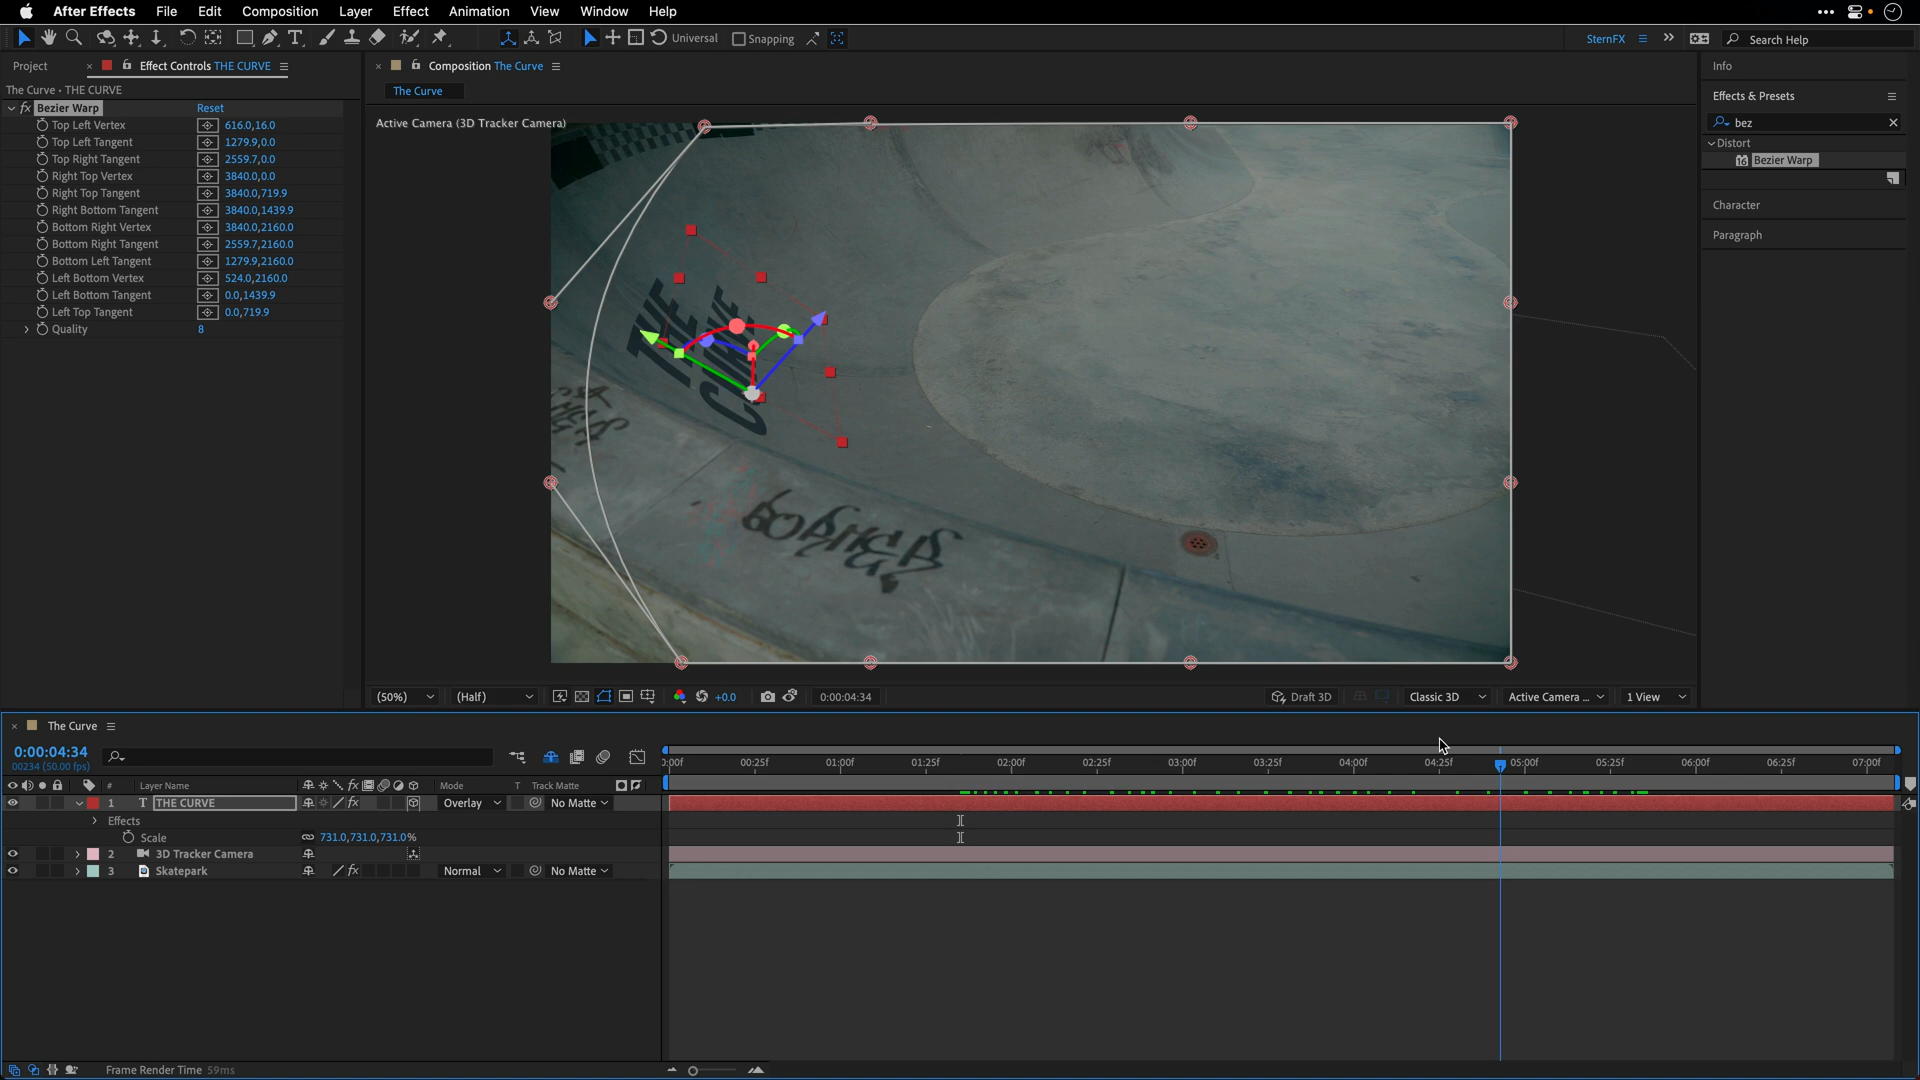 After Effects File Edit Composition Layer Effect Animation View Window Help
Universal Snapping SternFX Search Help
Project Effect Controls THE CURVE
Composition The Curve
Info
The Curve • THE CURVE
The Curve
Effects & Presets
fx Bezier Warp Reset
Top Left Vertex 616.0,16.0
Top Left Tangent 1279.9,0.0
Top Right Tangent 2559.7,0.0
Right Top Vertex 3840.0,0.0
Right Top Tangent 3840.0,719.9
Right Bottom Tangent 3840.0,1439.9
Bottom Right Vertex 3840.0,2160.0
Bottom Right Tangent 2559.7,2160.0
Bottom Left Tangent 1279.9,2160.0
Left Bottom Vertex 524.0,2160.0
Left Bottom Tangent 0.0,1439.9
Left Top Tangent 0.0,719.9
Quality 8
Active Camera (3D Tracker Camera)
THE
CURVE
bez
Distort
16 Bezier Warp
Character
Paragraph
(50%) (Half) +0.0 0:00:04:34 Draft 3D Classic 3D Active Camera ... 1 View
The Curve
0:00:04:34
00234 (50.00 fps)
:00f 00:25f 01:00f 01:25f 02:00f 02:25f 03:00f 03:25f 04:00f 04:25f 05:00f 05:25f 06:00f 06:25f 07:00f
# Layer Name fx Mode T Track Matte
1 T THE CURVE fx Overlay No Matte
Effects
Scale 731.0,731.0,731.0%
2 3D Tracker Camera
3 Skatepark fx Normal No Matte
Frame Render Time 59ms